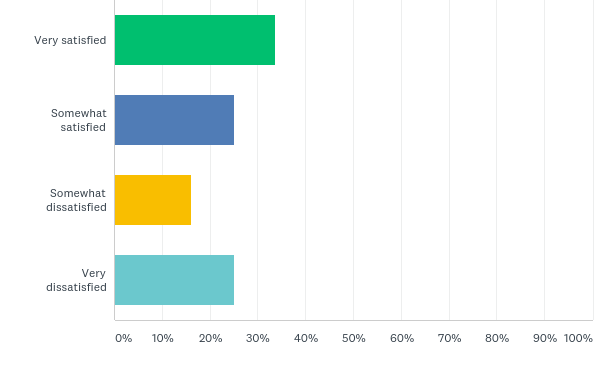 Very satisfied
Somewhat
satisfied
Somewhat
dissatisfied
Very
dissatisfied
0% 10% 20% 30% 40% 50% 60% 70% 80% 90% 100%